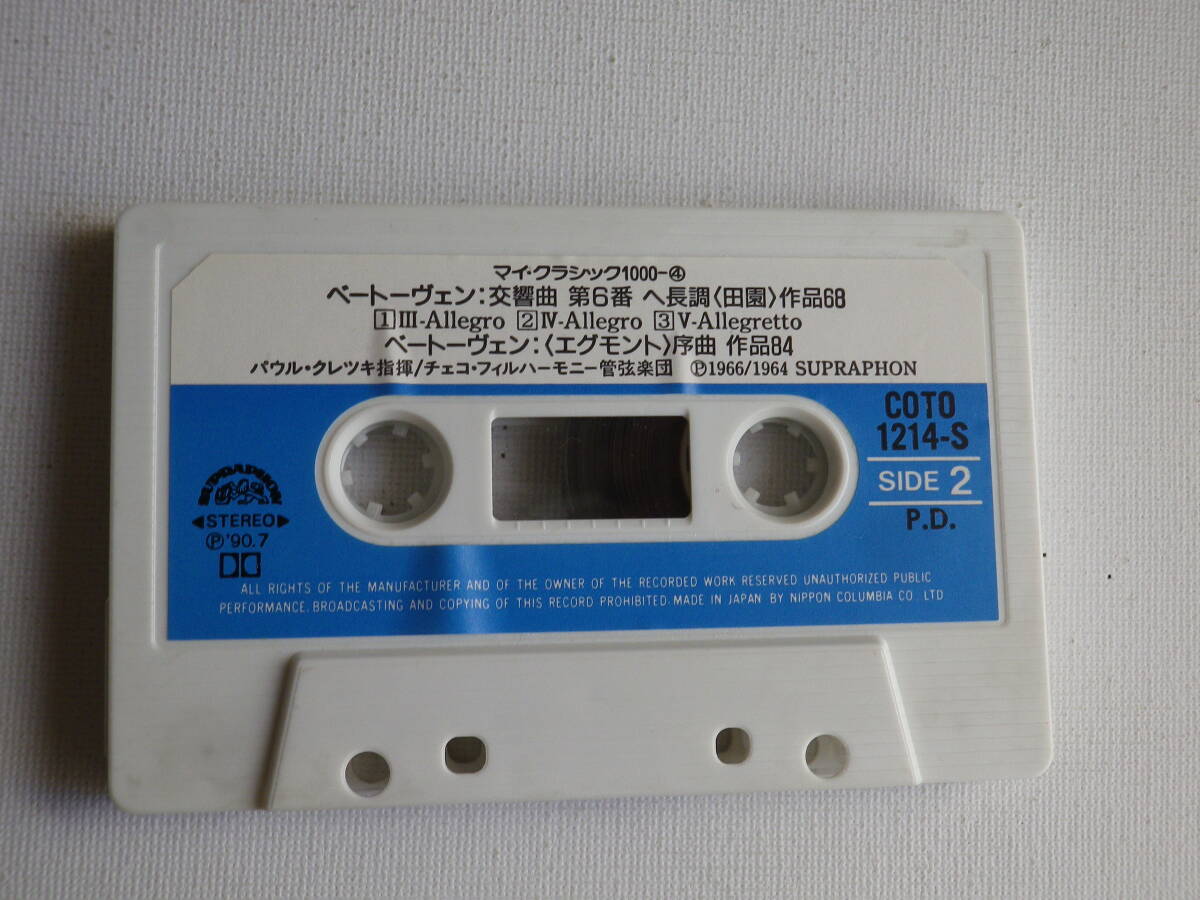 マイ・クラシック1000-④
ベートーヴェン:交響曲 第6番 ヘ長調〈田園〉作品68
1 III-Allegro 2 IV-Allegro 3 V-Allegretto
ベートーヴェン:〈エグモント〉序曲 作品84
パウル・クレツキ指揮/チェコ・フィルハーモニー管弦楽団 Ⓟ1966/1964 SUPRAPHON
COTO
1214-S
SIDE 2
P.D.
SUPRAPHON
◀STEREO▶
Ⓟ'90.7
ALL RIGHTS OF THE MANUFACTURER AND OF THE OWNER OF THE RECORDED WORK RESERVED UNAUTHORIZED PUBLIC
PERFORMANCE. BROADCASTING AND COPYING OF THIS RECORD PROHIBITED. MADE IN JAPAN BY NIPPON COLUMBIA CO. LTD